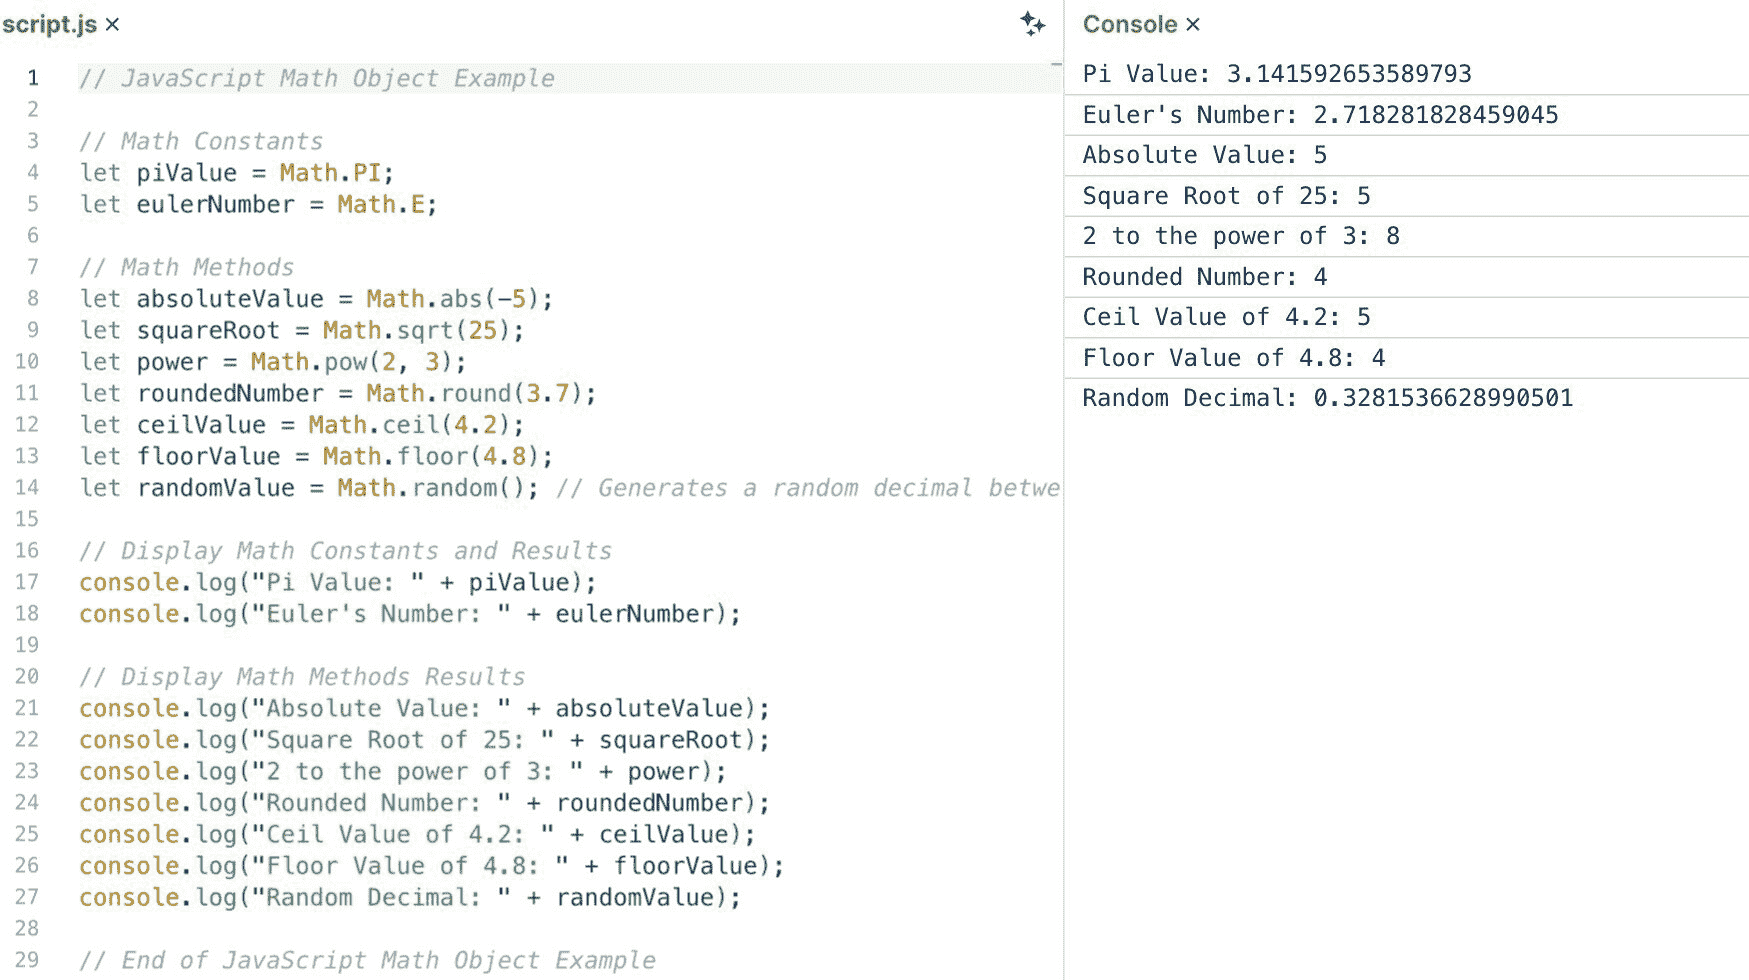 script.js ×
1 // JavaScript Math Object Example
2
3 // Math Constants
4 let piValue = Math.PI;
5 let eulerNumber = Math.E;
6
7 // Math Methods
8 let absoluteValue = Math.abs(-5);
9 let squareRoot = Math.sqrt(25);
10 let power = Math.pow(2, 3);
11 let roundedNumber = Math.round(3.7);
12 let ceilValue = Math.ceil(4.2);
13 let floorValue = Math.floor(4.8);
14 let randomValue = Math.random(); // Generates a random decimal betwe
15
16 // Display Math Constants and Results
17 console.log("Pi Value: " + piValue);
18 console.log("Euler's Number: " + eulerNumber);
19
20 // Display Math Methods Results
21 console.log("Absolute Value: " + absoluteValue);
22 console.log("Square Root of 25: " + squareRoot);
23 console.log("2 to the power of 3: " + power);
24 console.log("Rounded Number: " + roundedNumber);
25 console.log("Ceil Value of 4.2: " + ceilValue);
26 console.log("Floor Value of 4.8: " + floorValue);
27 console.log("Random Decimal: " + randomValue);
28
29 // End of JavaScript Math Object Example
Console ×
Pi Value: 3.141592653589793
Euler's Number: 2.718281828459045
Absolute Value: 5
Square Root of 25: 5
2 to the power of 3: 8
Rounded Number: 4
Ceil Value of 4.2: 5
Floor Value of 4.8: 4
Random Decimal: 0.3281536628990501